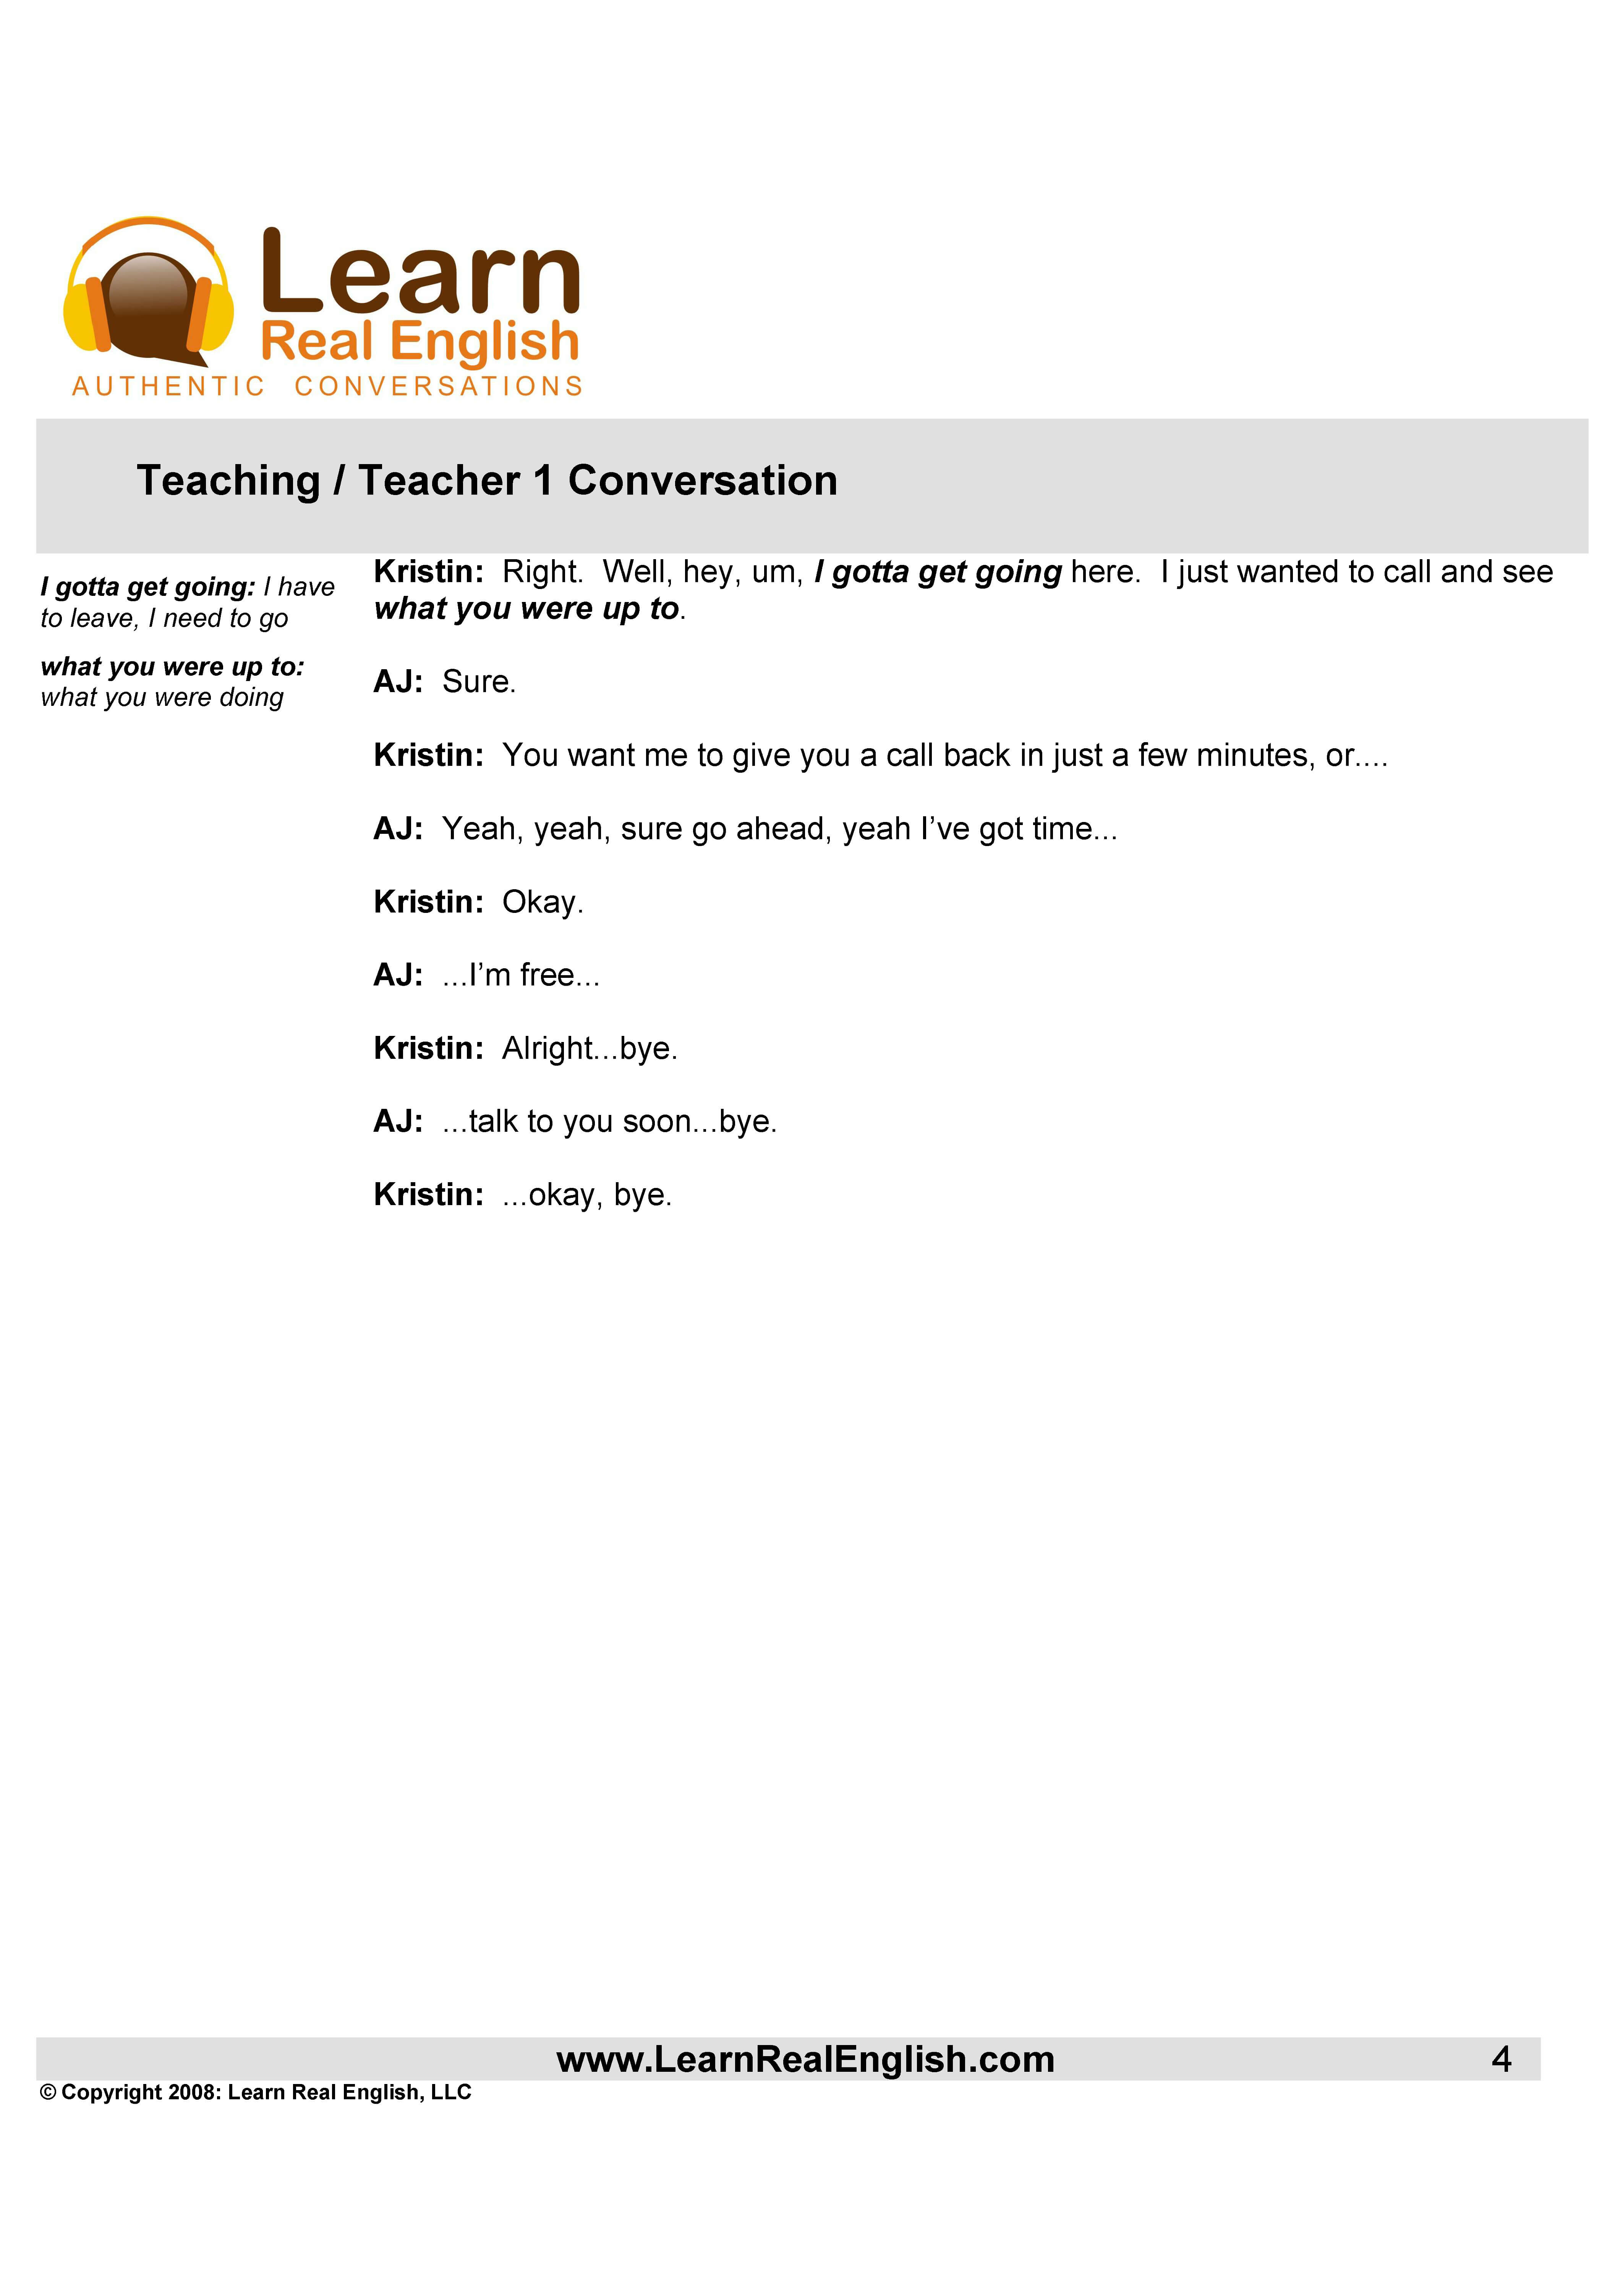 Learn
Real English
AUTHENTIC CONVERSATIONS
Teaching / Teacher 1 Conversation
I gotta get going: I have
to leave, I need to go
what you were up to:
what you were doing
Kristin: Right. Well, hey, um, I gotta get going here. I just wanted to call and see
what you were up to.
AJ: Sure.
Kristin: You want me to give you a call back in just a few minutes, or....
AJ: Yeah, yeah, sure go ahead, yeah I’ve got time...
Kristin: Okay.
AJ: ...I’m free...
Kristin: Alright...bye.
AJ: ...talk to you soon...bye.
Kristin: ...okay, bye.
www.LearnRealEnglish.com 4
© Copyright 2008: Learn Real English, LLC